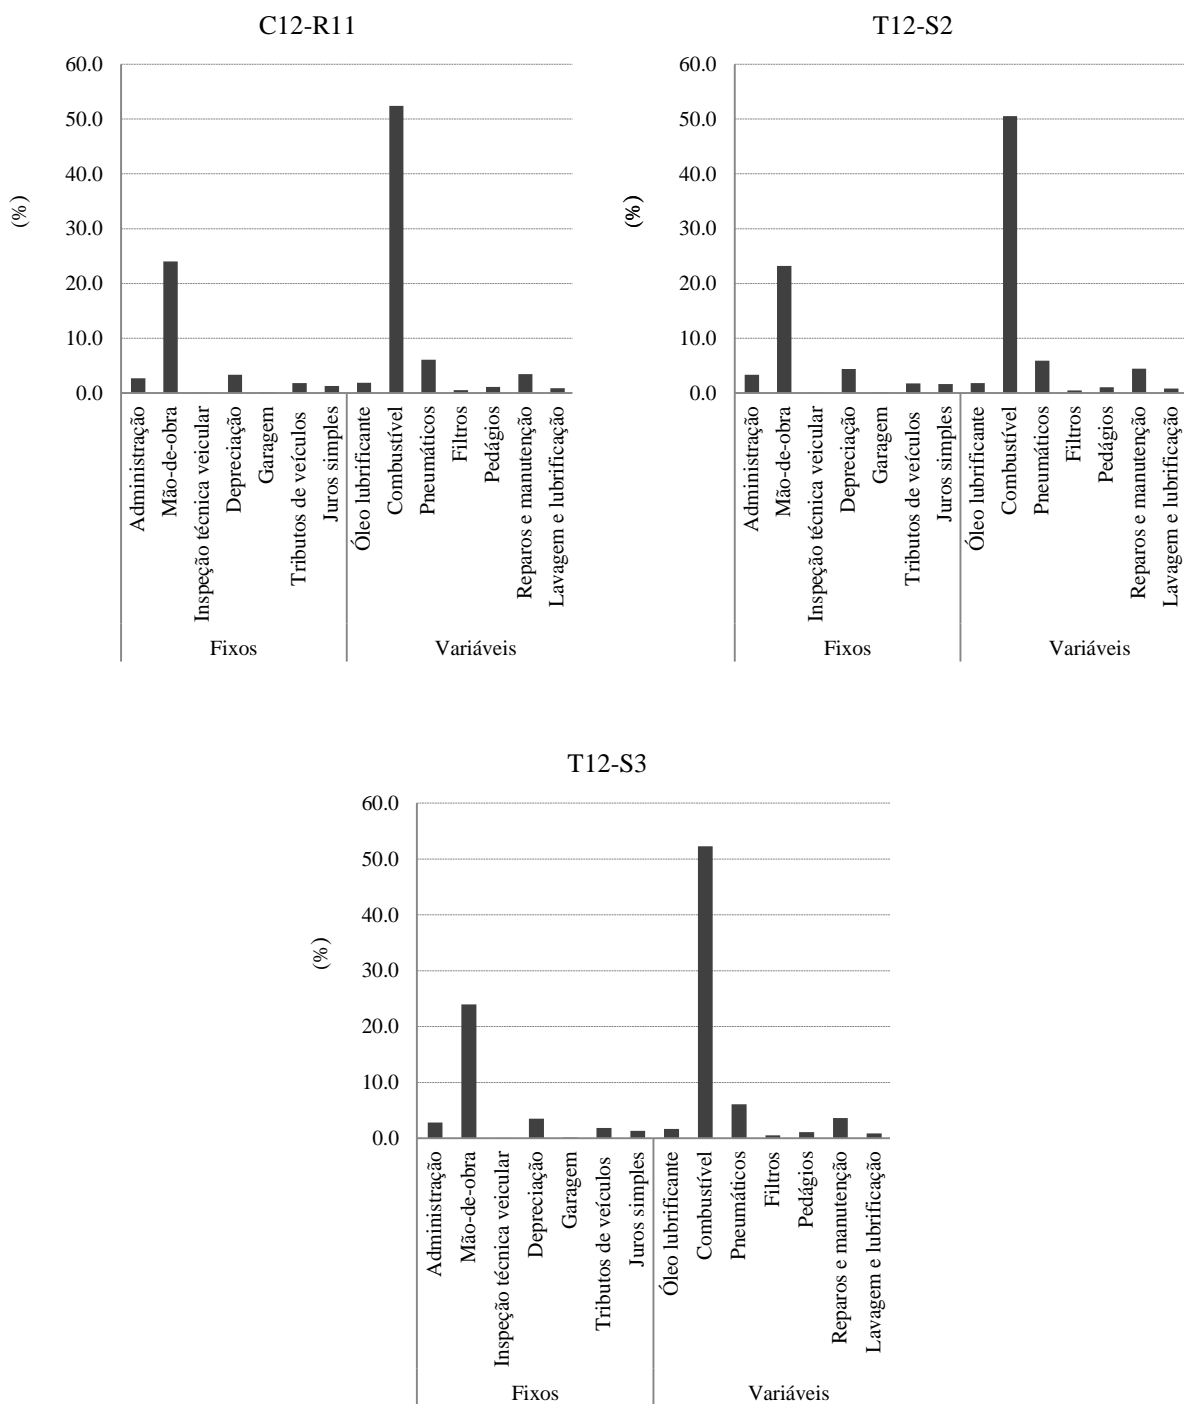 C12-R11
60.0
50.0
40.0
30.0
20.0
10.0
0.0
(%)
Administração
Mão-de-obra
Inspeção técnica veicular
Depreciação
Garagem
Tributos de veículos
Juros simples
Óleo lubrificante
Combustível
Pneumáticos
Filtros
Pedágios
Reparos e manutenção
Lavagem e lubrificação
Fixos
Variáveis
T12-S2
60.0
50.0
40.0
30.0
20.0
10.0
0.0
(%)
Administração
Mão-de-obra
Inspeção técnica veicular
Depreciação
Garagem
Tributos de veículos
Juros simples
Óleo lubrificante
Combustível
Pneumáticos
Filtros
Pedágios
Reparos e manutenção
Lavagem e lubrificação
Fixos
Variáveis
T12-S3
60.0
50.0
40.0
30.0
20.0
10.0
0.0
(%)
Administração
Mão-de-obra
Inspeção técnica veicular
Depreciação
Garagem
Tributos de veículos
Juros simples
Óleo lubrificante
Combustível
Pneumáticos
Filtros
Pedágios
Reparos e manutenção
Lavagem e lubrificação
Fixos
Variáveis